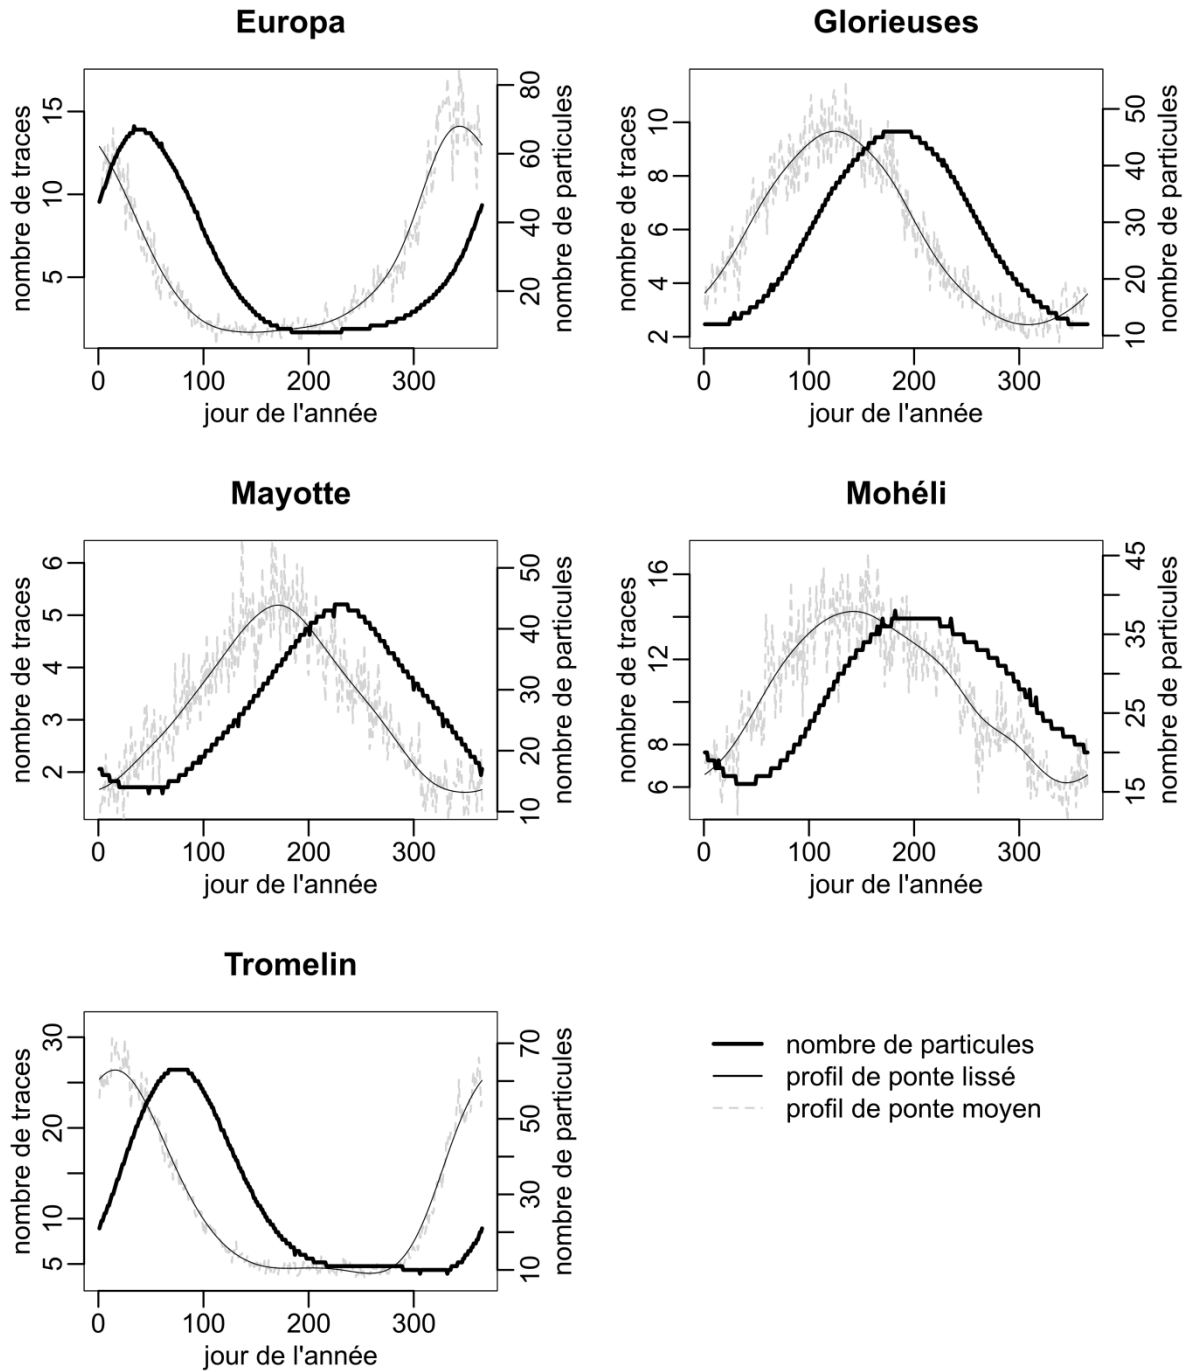 Europa
nombre de traces
5 10 15
20 40 60 80
nombre de particules
0 100 200 300
jour de l'année
Glorieuses
nombre de traces
2 4 6 8 10
10 20 30 40 50
nombre de particules
0 100 200 300
jour de l'année
Mayotte
nombre de traces
2 3 4 5 6
10 20 30 40 50
nombre de particules
0 100 200 300
jour de l'année
Mohéli
nombre de traces
6 8 12 16
15 25 35 45
nombre de particules
0 100 200 300
jour de l'année
Tromelin
nombre de traces
5 10 20 30
10 30 50 70
nombre de particules
0 100 200 300
jour de l'année
nombre de particules
profil de ponte lissé
profil de ponte moyen